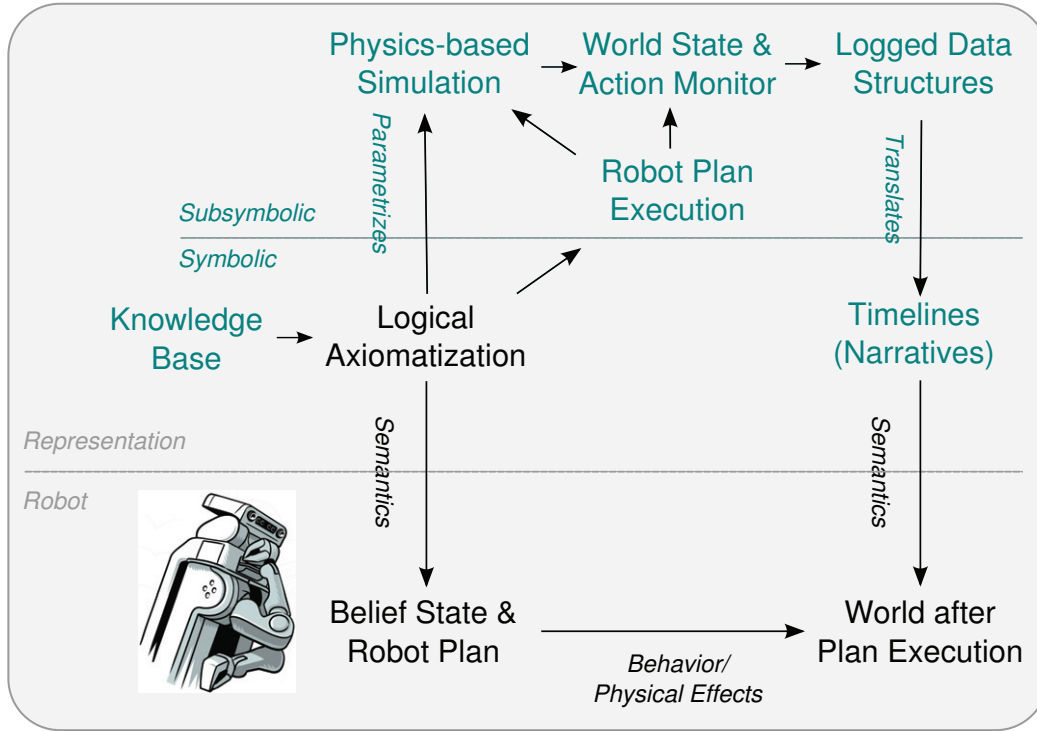 Physics-based
Simulation
World State &
Action Monitor
Logged Data
Structures
Parametrizes
Robot Plan
Execution
Translates
Subsymbolic
Symbolic
Knowledge
Base
Logical
Axiomatization
Timelines
(Narratives)
Representation
Semantics
Semantics
Robot
Belief State &
Robot Plan
World after
Plan Execution
Behavior/
Physical Effects